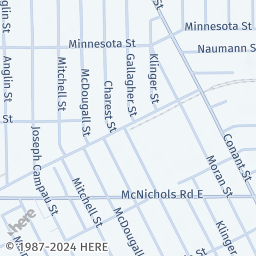 Minnesota St
Naumann S
Minnesota St
Anglin St
Anglin St
Mitchell St
McDougall St
Charest St
Gallagher St
Klinger St
Conant St
Moran St
Joseph Campau St
Mitchell St
McNichols Rd E
McDougall
Klinger
here
© 1987-2024 HERE